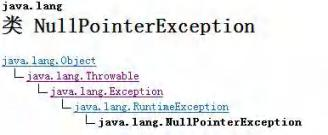 java.lang
类 NullPointerException
java.lang.Object
java.lang.Throwable
java.lang.Exception
java.lang.RuntimeException
java.lang.NullPointerException